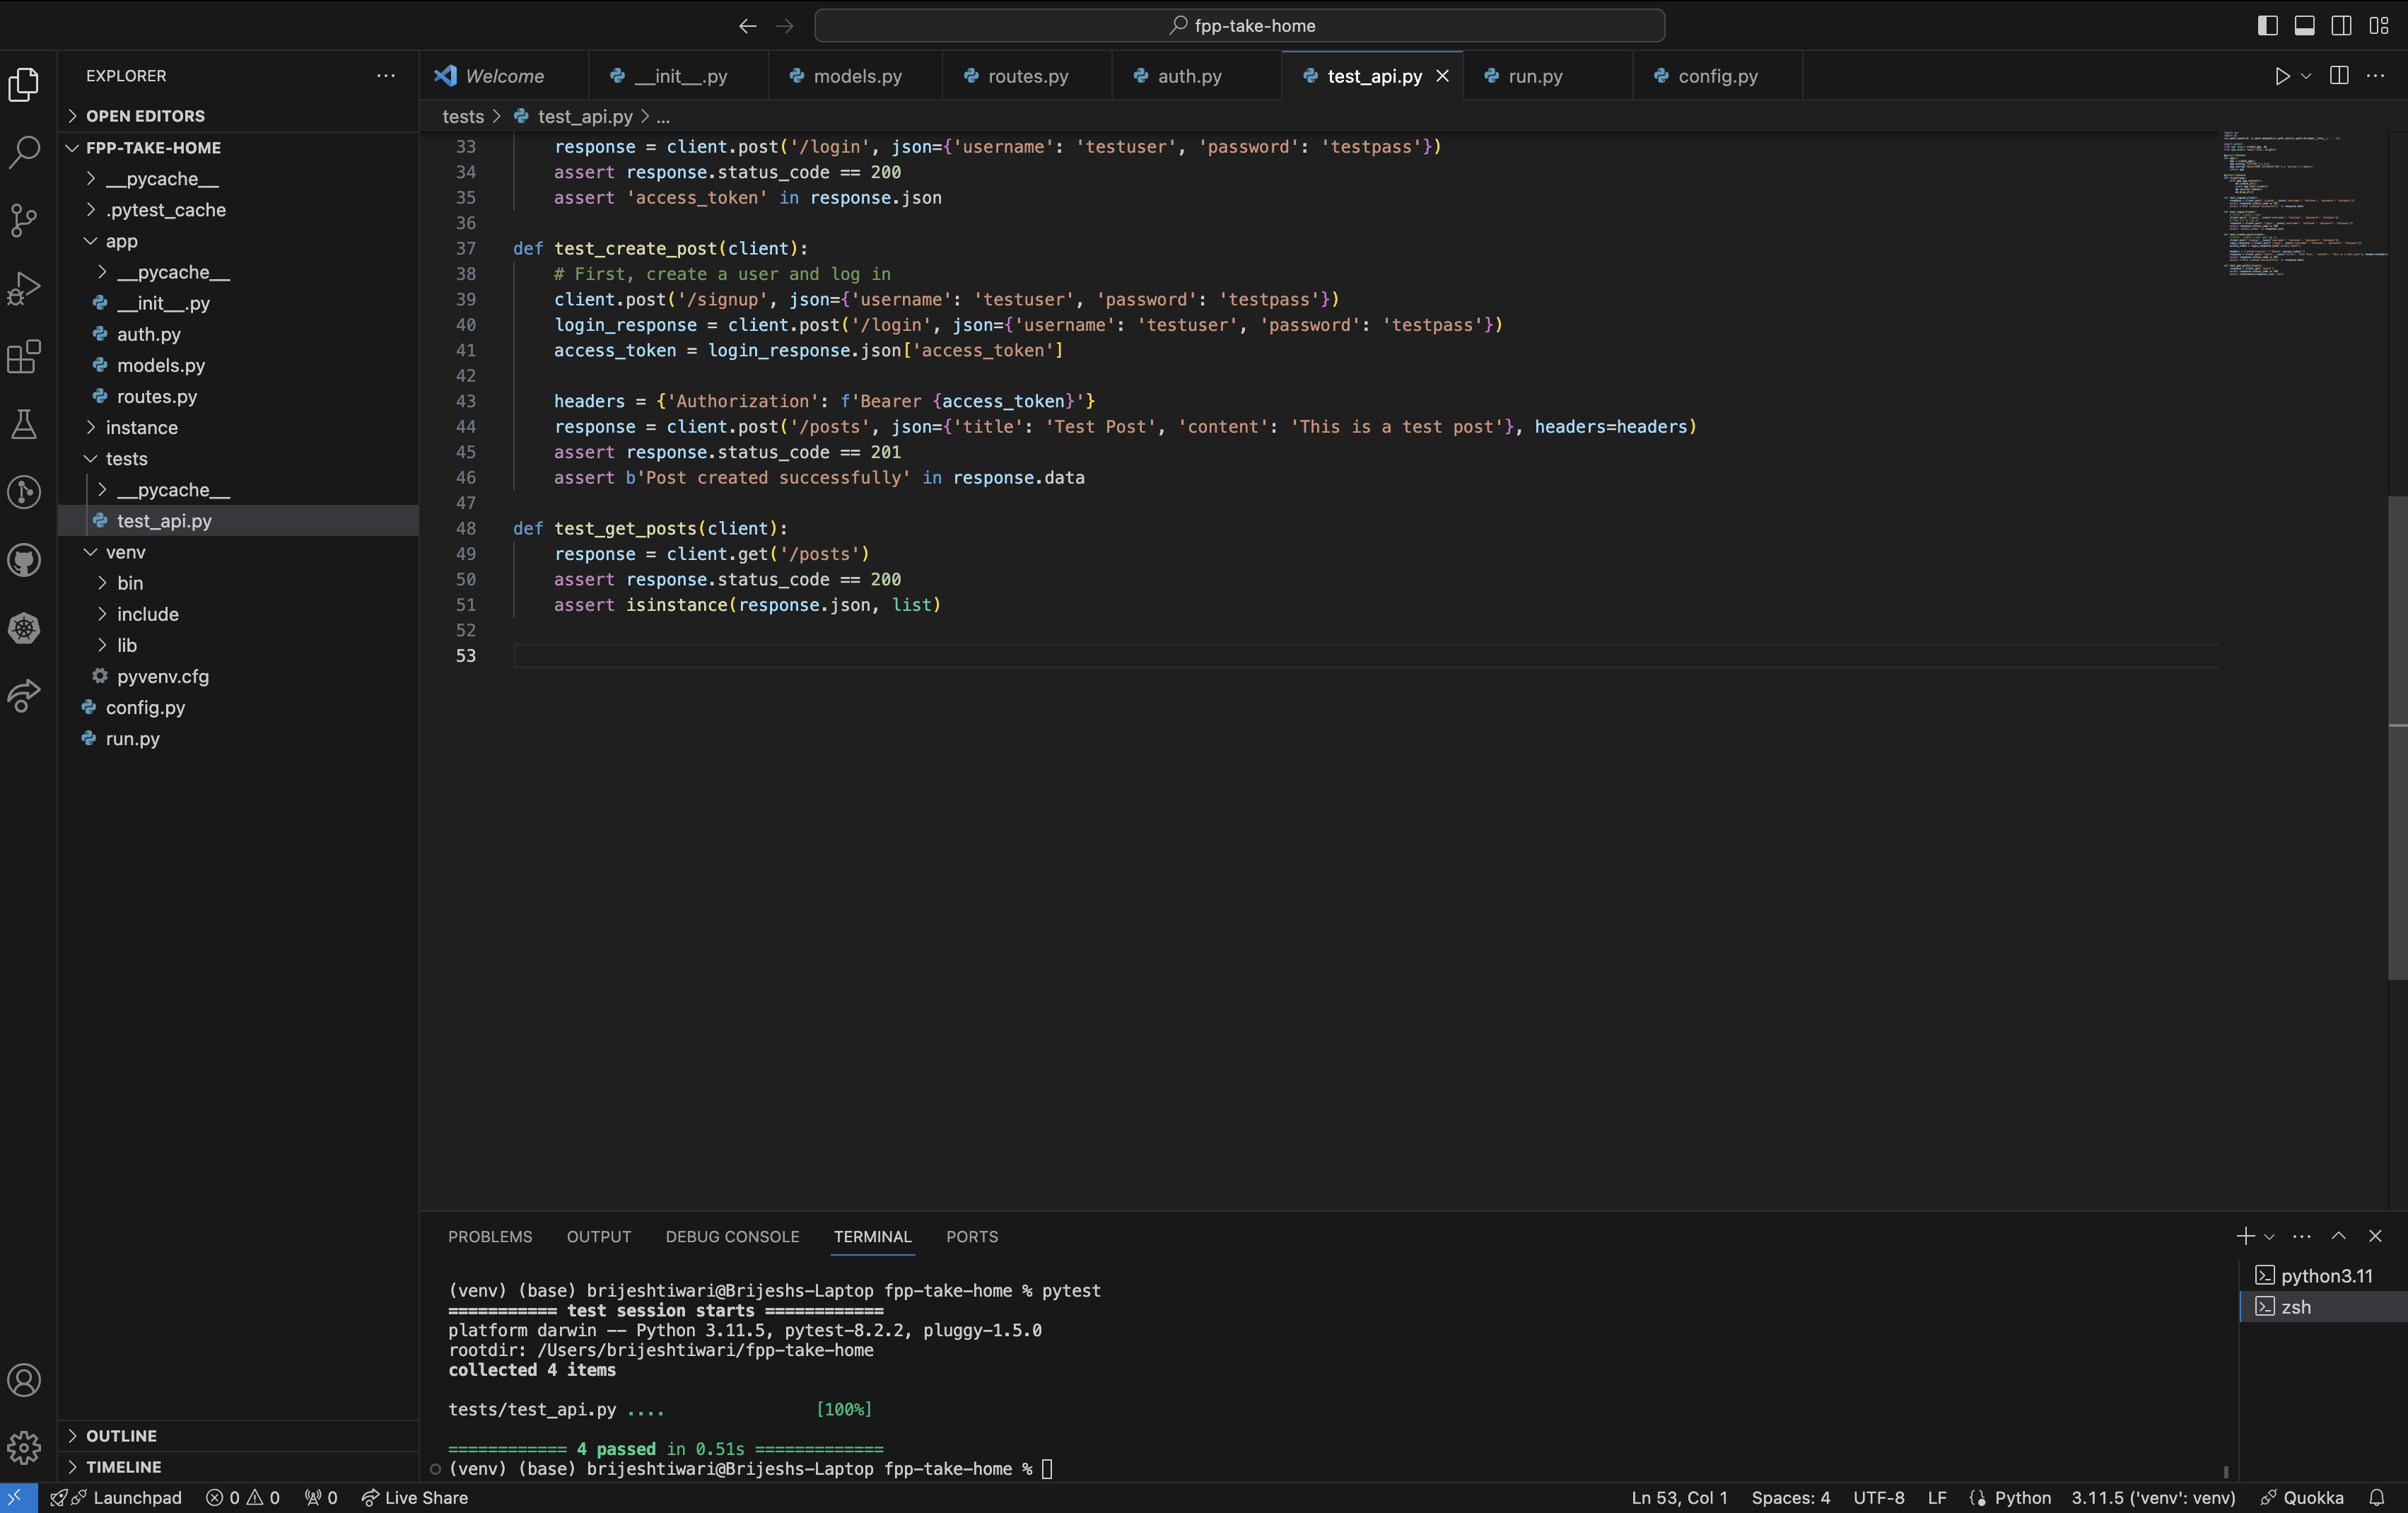 fpp-take-home
EXPLORER
OPEN EDITORS
FPP-TAKE-HOME
__pycache__
.pytest_cache
app
__pycache__
__init__.py
auth.py
models.py
routes.py
instance
tests
__pycache__
test_api.py
venv
bin
include
lib
pyvenv.cfg
config.py
run.py
OUTLINE
TIMELINE
Welcome __init__.py models.py routes.py auth.py test_api.py run.py config.py
tests > test_api.py > ...
33 response = client.post('/login', json={'username': 'testuser', 'password': 'testpass'})
34 assert response.status_code == 200
35 assert 'access_token' in response.json
36
37 def test_create_post(client):
38 # First, create a user and log in
39 client.post('/signup', json={'username': 'testuser', 'password': 'testpass'})
40 login_response = client.post('/login', json={'username': 'testuser', 'password': 'testpass'})
41 access_token = login_response.json['access_token']
42
43 headers = {'Authorization': f'Bearer {access_token}'}
44 response = client.post('/posts', json={'title': 'Test Post', 'content': 'This is a test post'}, headers=headers)
45 assert response.status_code == 201
46 assert b'Post created successfully' in response.data
47
48 def test_get_posts(client):
49 response = client.get('/posts')
50 assert response.status_code == 200
51 assert isinstance(response.json, list)
52
53
PROBLEMS OUTPUT DEBUG CONSOLE TERMINAL PORTS
(venv) (base) brijeshtiwari@Brijeshs-Laptop fpp-take-home % pytest
=========== test session starts ============
platform darwin -- Python 3.11.5, pytest-8.2.2, pluggy-1.5.0
rootdir: /Users/brijeshtiwari/fpp-take-home
collected 4 items
tests/test_api.py .... [100%]
============ 4 passed in 0.51s =============
(venv) (base) brijeshtiwari@Brijeshs-Laptop fpp-take-home %
python3.11
zsh
Launchpad 0 0 0 Live Share Ln 53, Col 1 Spaces: 4 UTF-8 LF Python 3.11.5 ('venv': venv) Quokka